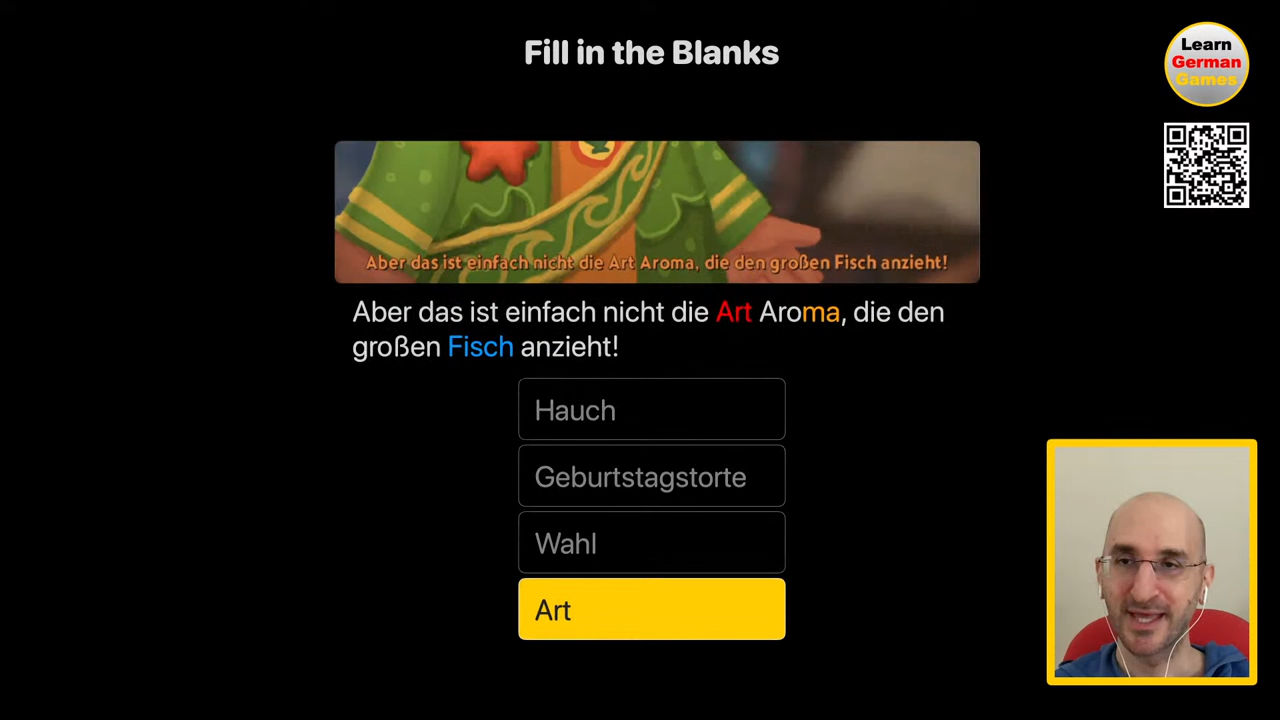 Fill in the Blanks
Learn
German
Games
Aber das ist einfach nicht die Art Aroma, die den großen Fisch anzieht!
Aber das ist einfach nicht die Art Aroma, die den
großen Fisch anzieht!
Hauch
Geburtstagstorte
Wahl
Art